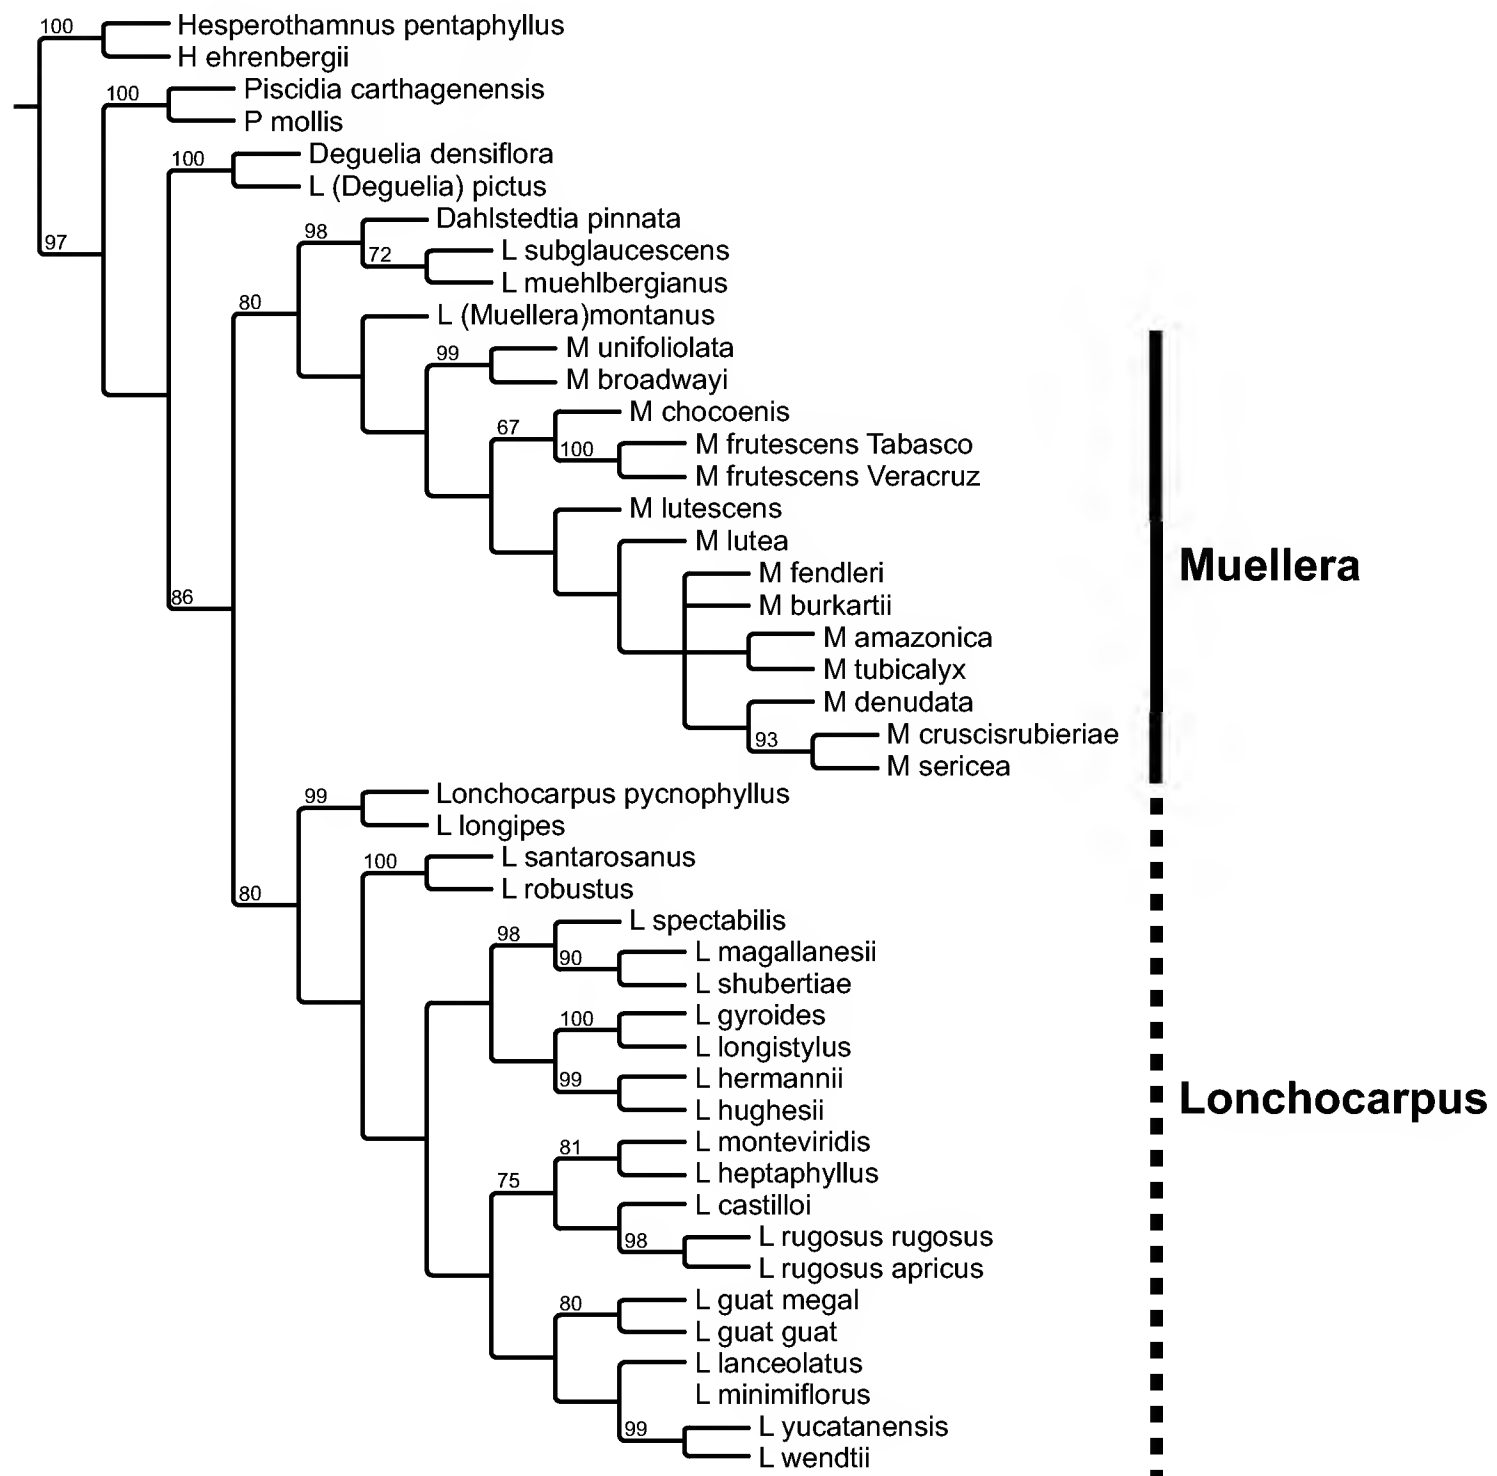 100
Hesperothamnus pentaphyllus
H ehrenbergii
100
Piscidia carthagenensis
P mollis
100
Deguelia densiflora
L (Deguelia) pictus
97
98
Dahlstedtia pinnata
72
L subglaucescens
L muehlbergianus
80
L (Muellera)montanus
99
M unifoliolata
M broadwayi
67
M chocoenis
100
M frutescens Tabasco
M frutescens Veracruz
M lutescens
M lutea
M fendleri
M burkartii
86
M amazonica
M tubicalyx
M denudata
93
M cruscisrubieriae
M sericea
Muellera
99
Lonchocarpus pycnophyllus
L longipes
100
L santarosanus
L robustus
80
98
L spectabilis
90
L magallanesii
L shubertiae
100
L gyroides
L longistylus
99
L hermannii
L hughesii
Lonchocarpus
81
L monteviridis
L heptaphyllus
75
L castilloi
98
L rugosus rugosus
L rugosus apricus
80
L guat megal
L guat guat
L lanceolatus
L minimiflorus
99
L yucatanensis
L wendtii